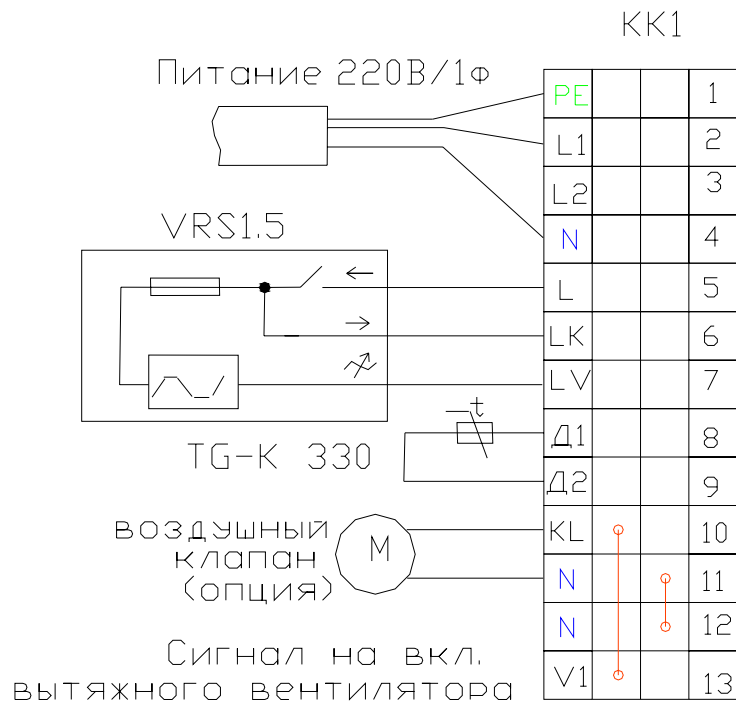 КК1
Питание 220В/1ф
PE 1
L1 2
L2 3
N 4
VRS1.5
L 5
LK 6
LV 7
-t
Д1 8
TG-K 330
Д2 9
воздушный
клапан
(опция)
M
KL 10
N 11
N 12
Сигнал на вкл.
вытяжного вентилятора
V1 13